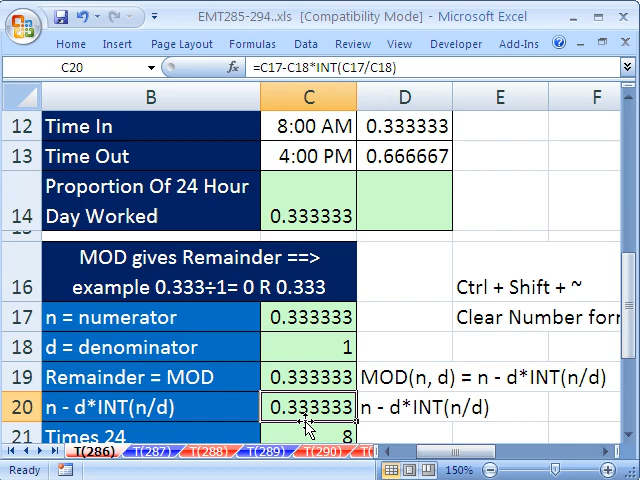 EMT285-294..xls [Compatibility Mode] - Microsoft Excel
Home Insert Page Layout Formulas Data Review View Developer Add-Ins
C20 fx =C17-C18*INT(C17/C18)
B C D E F
12 Time In 8:00 AM 0.333333
13 Time Out 4:00 PM 0.666667
Proportion Of 24 Hour
14 Day Worked 0.333333
15
MOD gives Remainder ==>
16 example 0.333÷1= 0 R 0.333 Ctrl + Shift + ~
17 n = numerator 0.333333 Clear Number for
18 d = denominator 1
19 Remainder = MOD 0.333333 MOD(n, d) = n - d*INT(n/d)
20 n - d*INT(n/d) 0.333333 n - d*INT(n/d)
21 Times 24 8
T(286) T(287) T(288) T(289) T(290)
Ready 150%